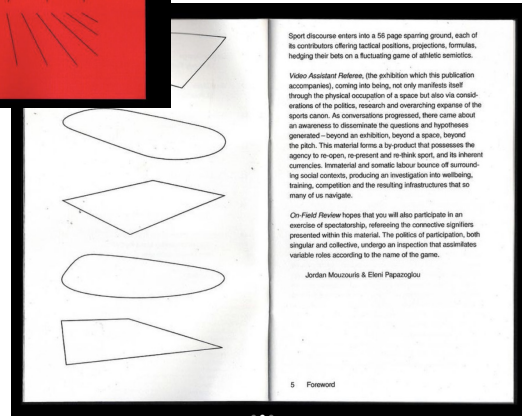 Sport discourse enters into a 56 page sparring ground, each of
its contributors offering tactical positions, projections, formulas,
hedging their bets on a fluctuating game of athletic semiotics.
Video Assistant Referee, (the exhibition which this publication
accompanies), coming into being, not only manifests itself
through the physical occupation of a space but also via consid-
erations of the politics, research and overarching expanse of the
sports canon. As conversations progressed, there came about
an awareness to disseminate the questions and hypotheses
generated – beyond an exhibition, beyond a space, beyond
the pitch. This material forms a by-product that possesses the
agency to re-open, re-present and re-think sport, and its inherent
currencies. Immaterial and somatic labour bounce off surround-
ing social contexts, producing an investigation into wellbeing,
training, competition and the resulting infrastructures that so
many of us navigate.
On-Field Review hopes that you will also participate in an
exercise of spectatorship, refereeing the connective signifiers
presented within this material. The politics of participation, both
singular and collective, undergo an inspection that assimilates
variable roles according to the name of the game.
Jordan Mouzouris & Eleni Papazoglou
5 Foreword